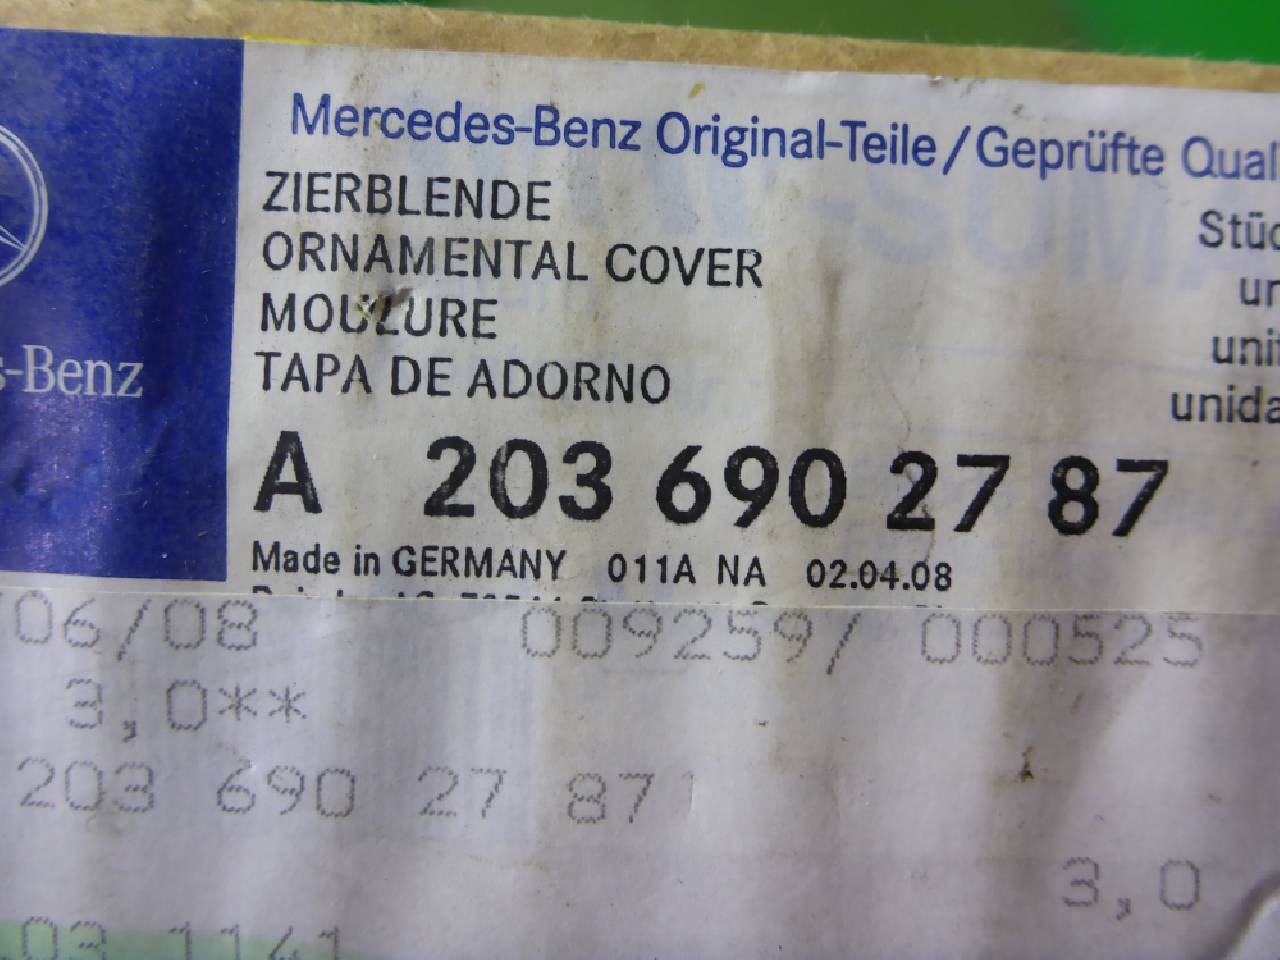 Mercedes-Benz Original-Teile/Geprüfte Qual
ZIERBLENDE
ORNAMENTAL COVER
MOULURE
TAPA DE ADORNO
Stüc
un
unit
unida
s-Benz
A 203 690 27 87
Made in GERMANY 011A NA 02.04.08
06/08 009259/ 000525
3,0**
203 690 27 87
3,0
03 1141